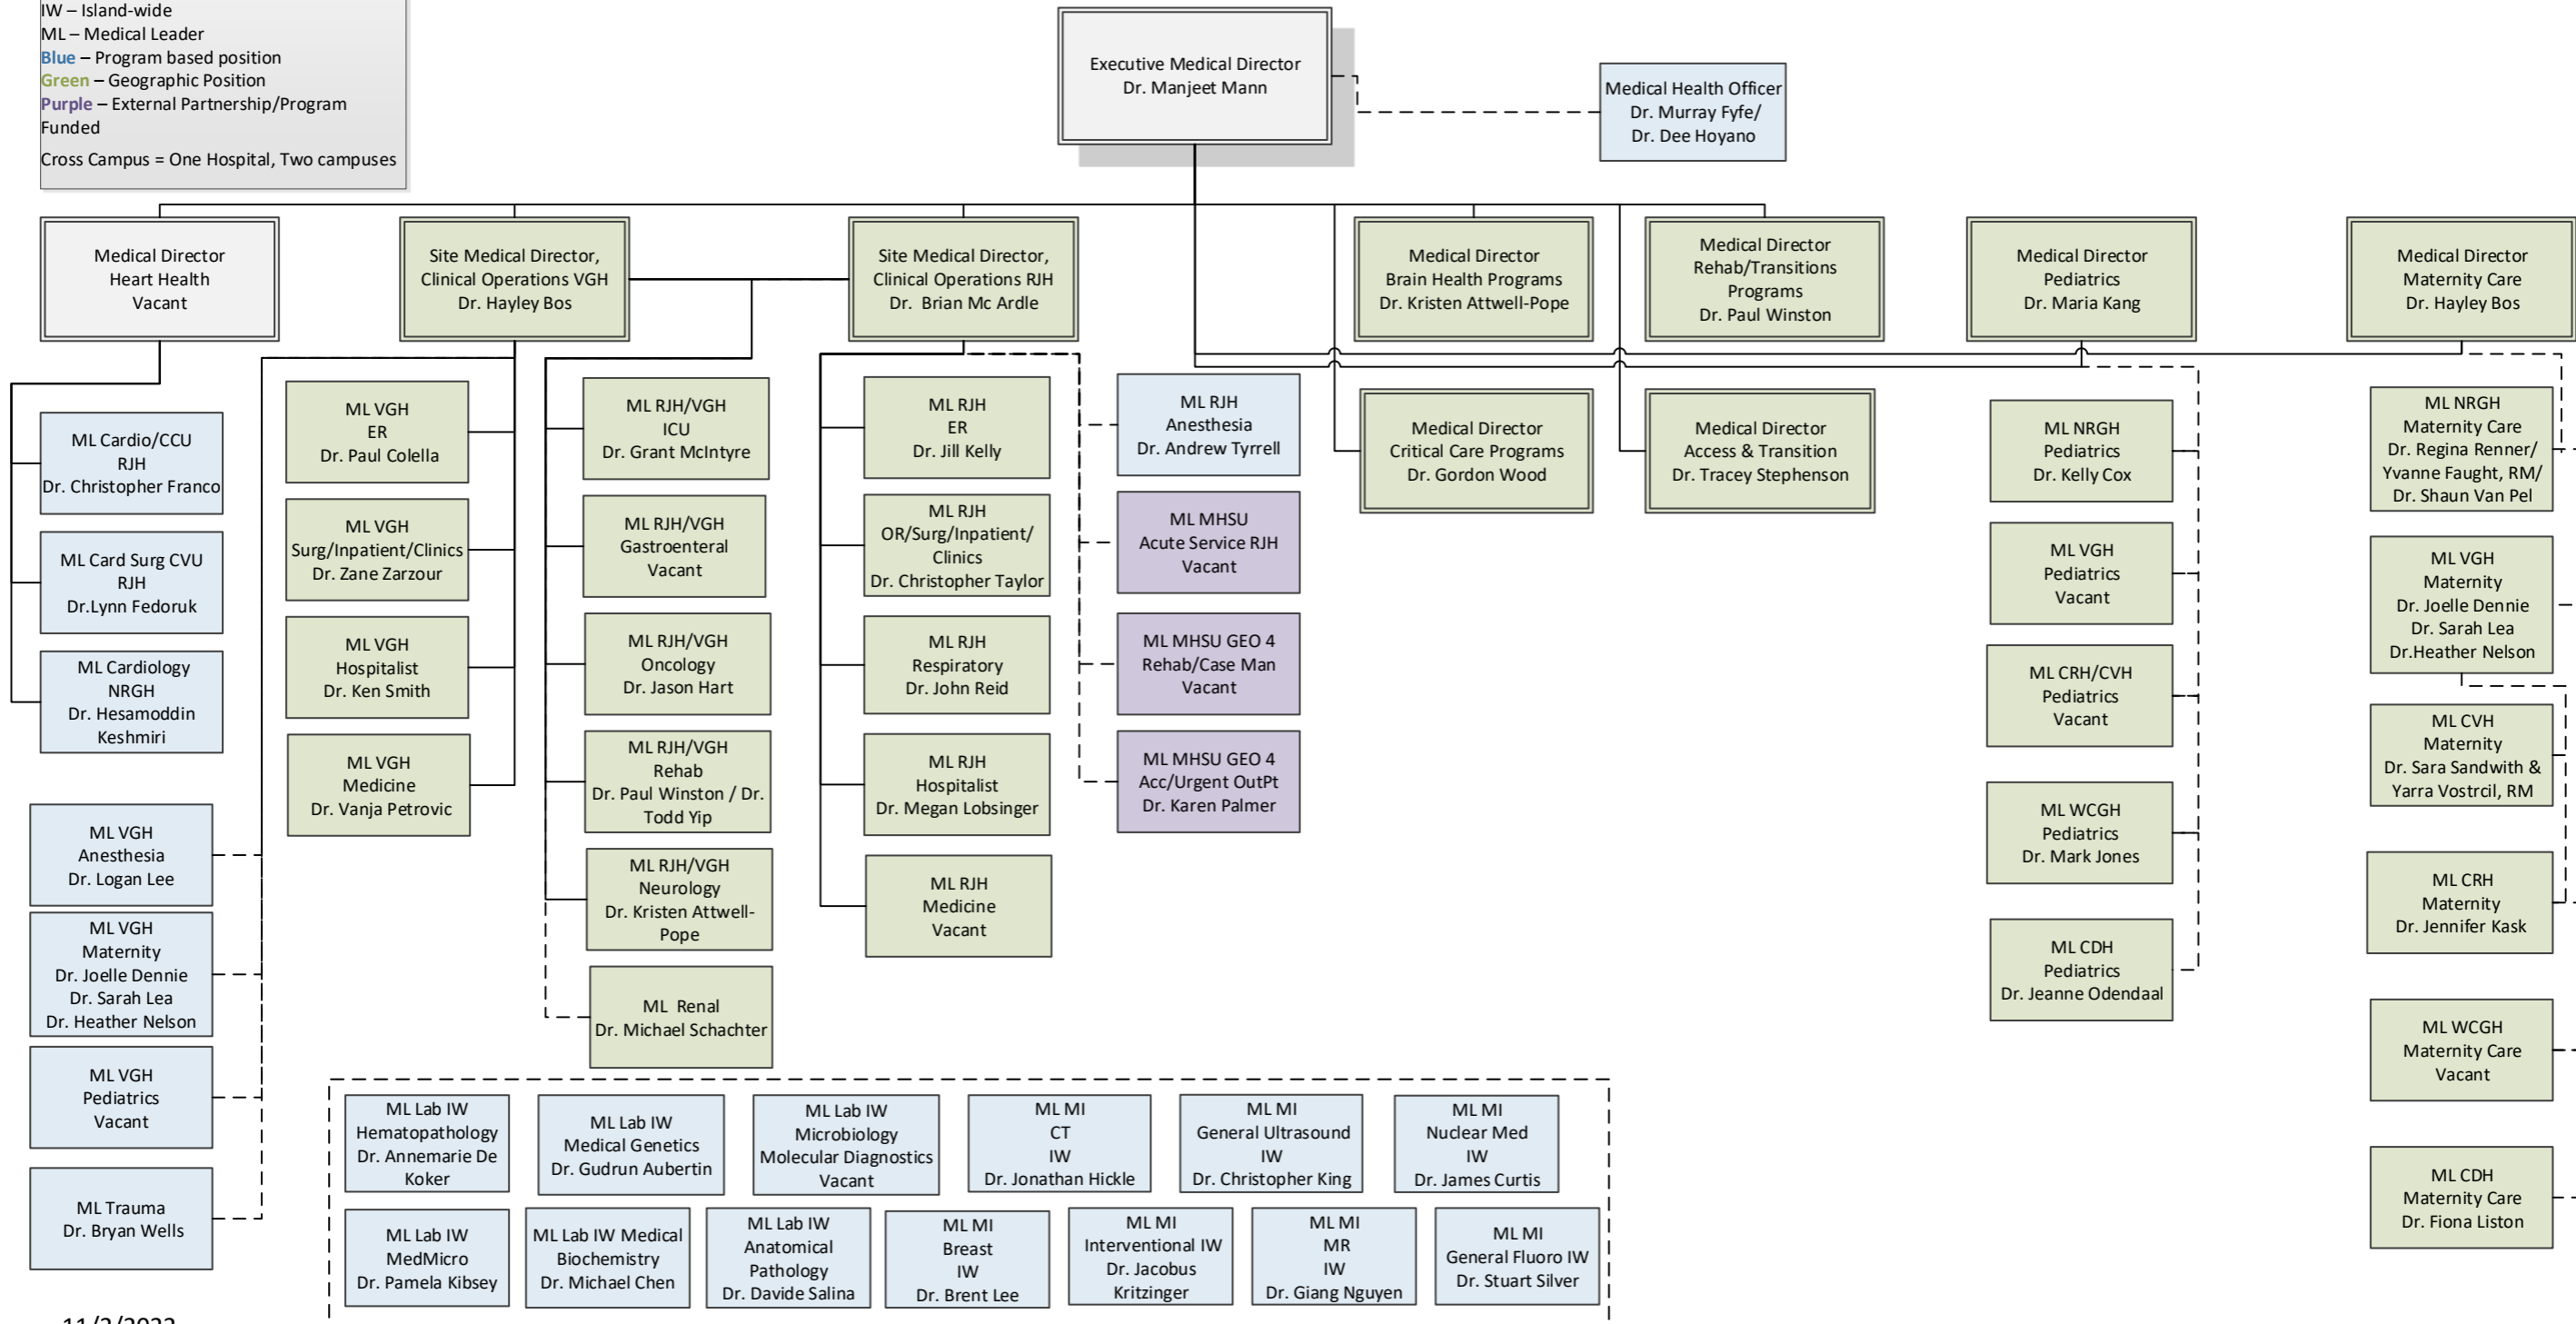 IW – Island-wide
ML – Medical Leader
Blue – Program based position
Green – Geographic Position
Purple – External Partnership/Program
Funded
Cross Campus = One Hospital, Two campuses
Executive Medical Director
Dr. Manjeet Mann
Medical Health Officer
Dr. Murray Fyfe/
Dr. Dee Hoyano
Medical Director
Heart Health
Vacant
Site Medical Director,
Clinical Operations VGH
Dr. Hayley Bos
Site Medical Director,
Clinical Operations RJH
Dr. Brian Mc Ardle
Medical Director
Brain Health Programs
Dr. Kristen Attwell-Pope
Medical Director
Rehab/Transitions
Programs
Dr. Paul Winston
Medical Director
Pediatrics
Dr. Maria Kang
Medical Director
Maternity Care
Dr. Hayley Bos
ML Cardio/CCU
RJH
Dr. Christopher Franco
ML Card Surg CVU
RJH
Dr.Lynn Fedoruk
ML Cardiology
NRGH
Dr. Hesamoddin
Keshmiri
ML VGH
Anesthesia
Dr. Logan Lee
ML VGH
Maternity
Dr. Joelle Dennie
Dr. Sarah Lea
Dr. Heather Nelson
ML VGH
Pediatrics
Vacant
ML Trauma
Dr. Bryan Wells
ML VGH
ER
Dr. Paul Colella
ML VGH
Surg/Inpatient/Clinics
Dr. Zane Zarzour
ML VGH
Hospitalist
Dr. Ken Smith
ML VGH
Medicine
Dr. Vanja Petrovic
ML RJH/VGH
ICU
Dr. Grant McIntyre
ML RJH/VGH
Gastroenteral
Vacant
ML RJH/VGH
Oncology
Dr. Jason Hart
ML RJH/VGH
Rehab
Dr. Paul Winston / Dr.
Todd Yip
ML RJH/VGH
Neurology
Dr. Kristen Attwell-
Pope
ML Renal
Dr. Michael Schachter
ML RJH
ER
Dr. Jill Kelly
ML RJH
OR/Surg/Inpatient/
Clinics
Dr. Christopher Taylor
ML RJH
Respiratory
Dr. John Reid
ML RJH
Hospitalist
Dr. Megan Lobsinger
ML RJH
Medicine
Vacant
ML RJH
Anesthesia
Dr. Andrew Tyrrell
ML MHSU
Acute Service RJH
Vacant
ML MHSU GEO 4
Rehab/Case Man
Vacant
ML MHSU GEO 4
Acc/Urgent OutPt
Dr. Karen Palmer
Medical Director
Critical Care Programs
Dr. Gordon Wood
Medical Director
Access & Transition
Dr. Tracey Stephenson
ML NRGH
Pediatrics
Dr. Kelly Cox
ML VGH
Pediatrics
Vacant
ML CRH/CVH
Pediatrics
Vacant
ML WCGH
Pediatrics
Dr. Mark Jones
ML CDH
Pediatrics
Dr. Jeanne Odendaal
ML NRGH
Maternity Care
Dr. Regina Renner/
Yvanne Faught, RM/
Dr. Shaun Van Pel
ML VGH
Maternity
Dr. Joelle Dennie
Dr. Sarah Lea
Dr.Heather Nelson
ML CVH
Maternity
Dr. Sara Sandwith &
Yarra Vostrcil, RM
ML CRH
Maternity
Dr. Jennifer Kask
ML WCGH
Maternity Care
Vacant
ML CDH
Maternity Care
Dr. Fiona Liston
ML Lab IW
Hematopathology
Dr. Annemarie De
Koker
ML Lab IW
Medical Genetics
Dr. Gudrun Aubertin
ML Lab IW
Microbiology
Molecular Diagnostics
Vacant
ML MI
CT
IW
Dr. Jonathan Hickle
ML MI
General Ultrasound
IW
Dr. Christopher King
ML MI
Nuclear Med
IW
Dr. James Curtis
ML Lab IW
MedMicro
Dr. Pamela Kibsey
ML Lab IW Medical
Biochemistry
Dr. Michael Chen
ML Lab IW
Anatomical
Pathology
Dr. Davide Salina
ML MI
Breast
IW
Dr. Brent Lee
ML MI
Interventional IW
Dr. Jacobus
Kritzinger
ML MI
MR
IW
Dr. Giang Nguyen
ML MI
General Fluoro IW
Dr. Stuart Silver